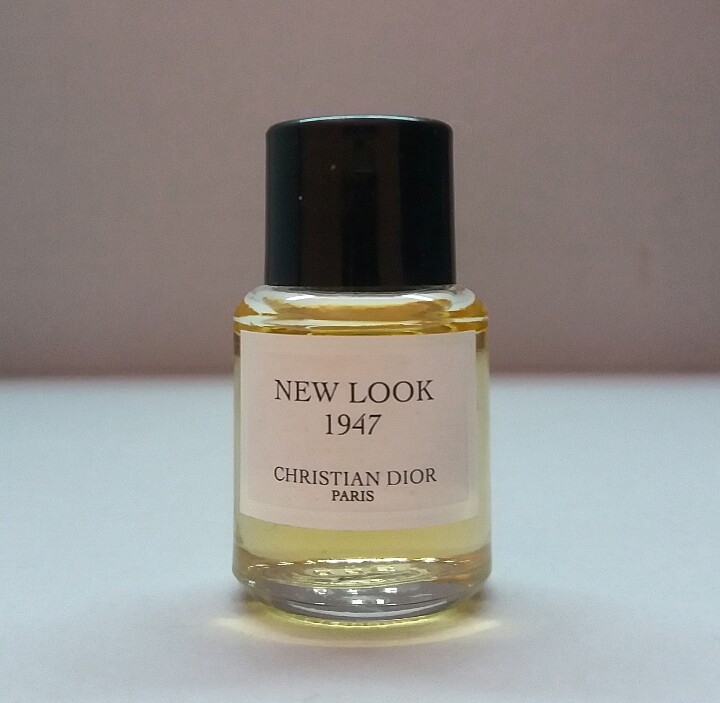 NEW LOOK
1947
CHRISTIAN DIOR
PARIS